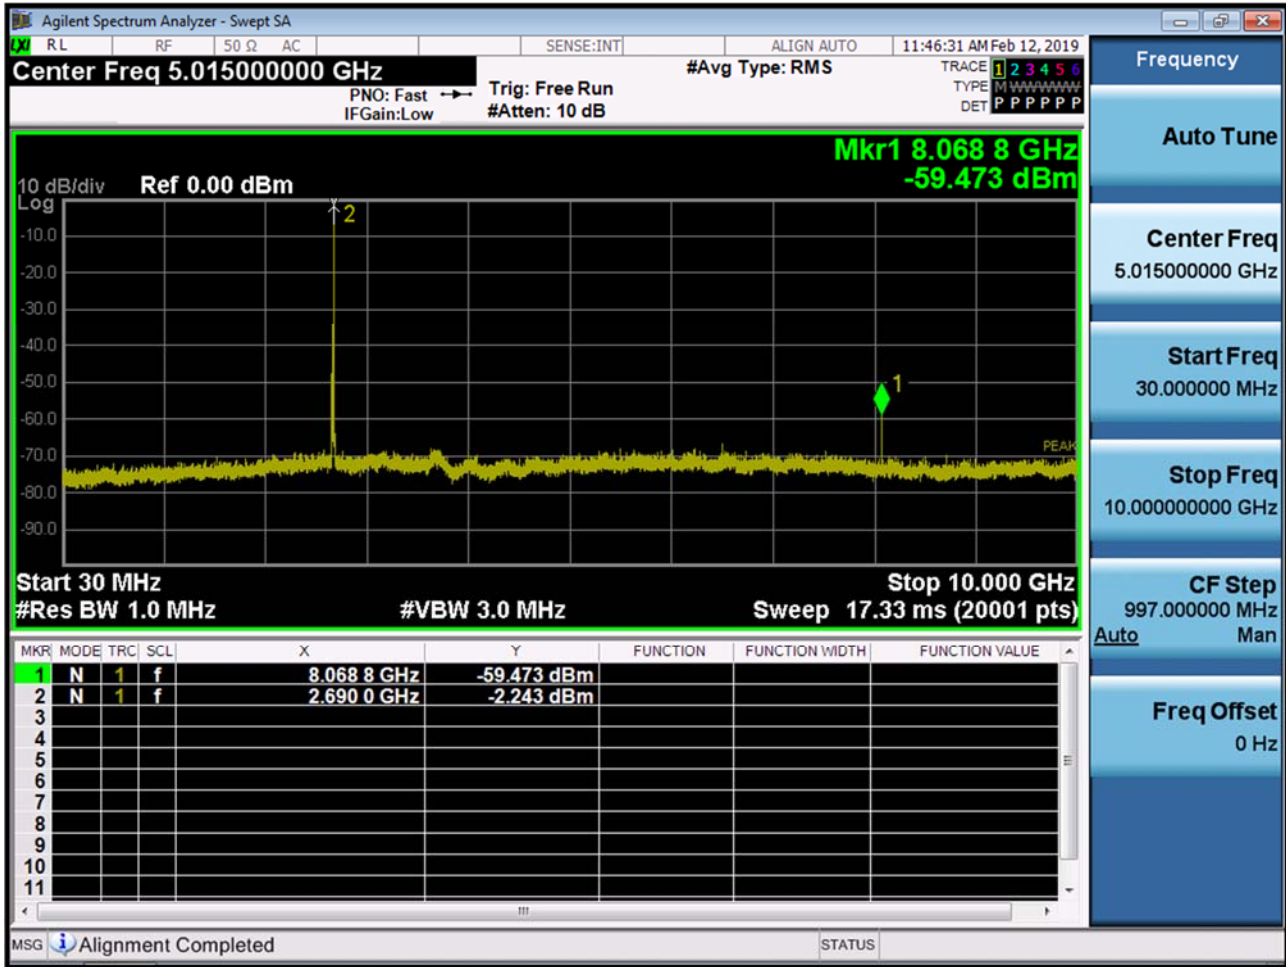 Agilent Spectrum Analyzer - Swept SA
LXI RL RF 50 Ω AC SENSE:INT ALIGN AUTO 11:46:31 AM Feb 12, 2019
Center Freq 5.015000000 GHz
PNO: Fast
IFGain:Low
Trig: Free Run
#Atten: 10 dB
#Avg Type: RMS
TRACE 1 2 3 4 5 6
TYPE M WWWWW
DET P P P P P P
Mkr1 8.068 8 GHz
-59.473 dBm
10 dB/div Ref 0.00 dBm
Log
2
-10.0
-20.0
-30.0
-40.0
-50.0
1
-60.0
PEAK
-70.0
-80.0
-90.0
Start 30 MHz Stop 10.000 GHz
#Res BW 1.0 MHz #VBW 3.0 MHz Sweep 17.33 ms (20001 pts)
MKR MODE TRC SCL X Y FUNCTION FUNCTION WIDTH FUNCTION VALUE
1 N 1 f 8.068 8 GHz -59.473 dBm
2 N 1 f 2.690 0 GHz -2.243 dBm
3
4
5
6
7
8
9
10
11
MSG Alignment Completed STATUS
Frequency
Auto Tune
Center Freq
5.015000000 GHz
Start Freq
30.000000 MHz
Stop Freq
10.000000000 GHz
CF Step
997.000000 MHz
Auto Man
Freq Offset
0 Hz